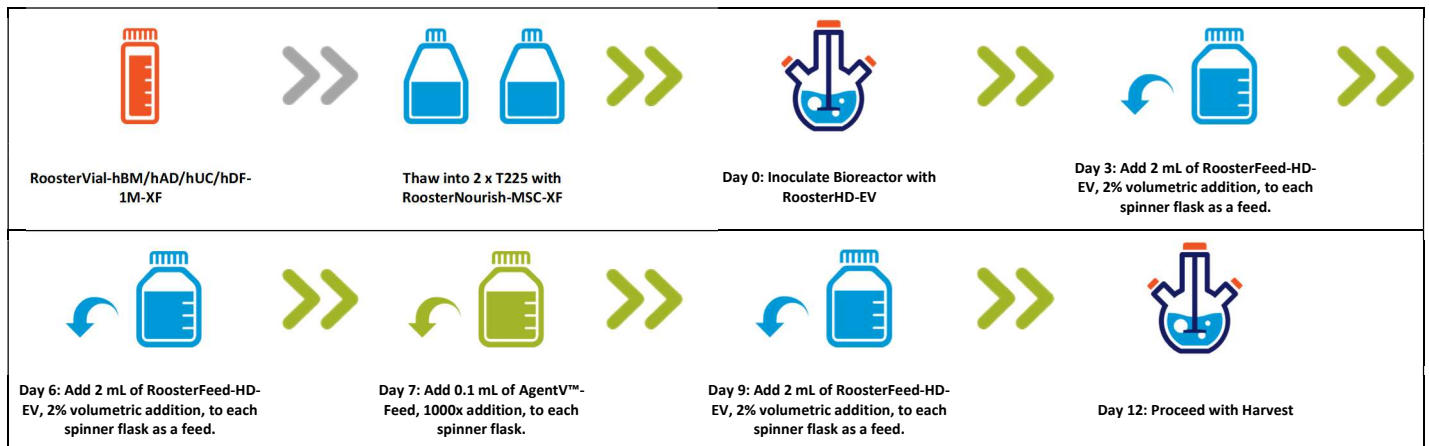 RoosterVial-hBM/hAD/hUC/hDF-
1M-XF
Thaw into 2 x T225 with
RoosterNourish-MSC-XF
Day 0: Inoculate Bioreactor with
RoosterHD-EV
Day 3: Add 2 mL of RoosterFeed-HD-
EV, 2% volumetric addition, to each
spinner flask as a feed.
Day 6: Add 2 mL of RoosterFeed-HD-
EV, 2% volumetric addition, to each
spinner flask as a feed.
Day 7: Add 0.1 mL of AgentV™-
Feed, 1000x addition, to each
spinner flask.
Day 9: Add 2 mL of RoosterFeed-HD-
EV, 2% volumetric addition, to each
spinner flask as a feed.
Day 12: Proceed with Harvest